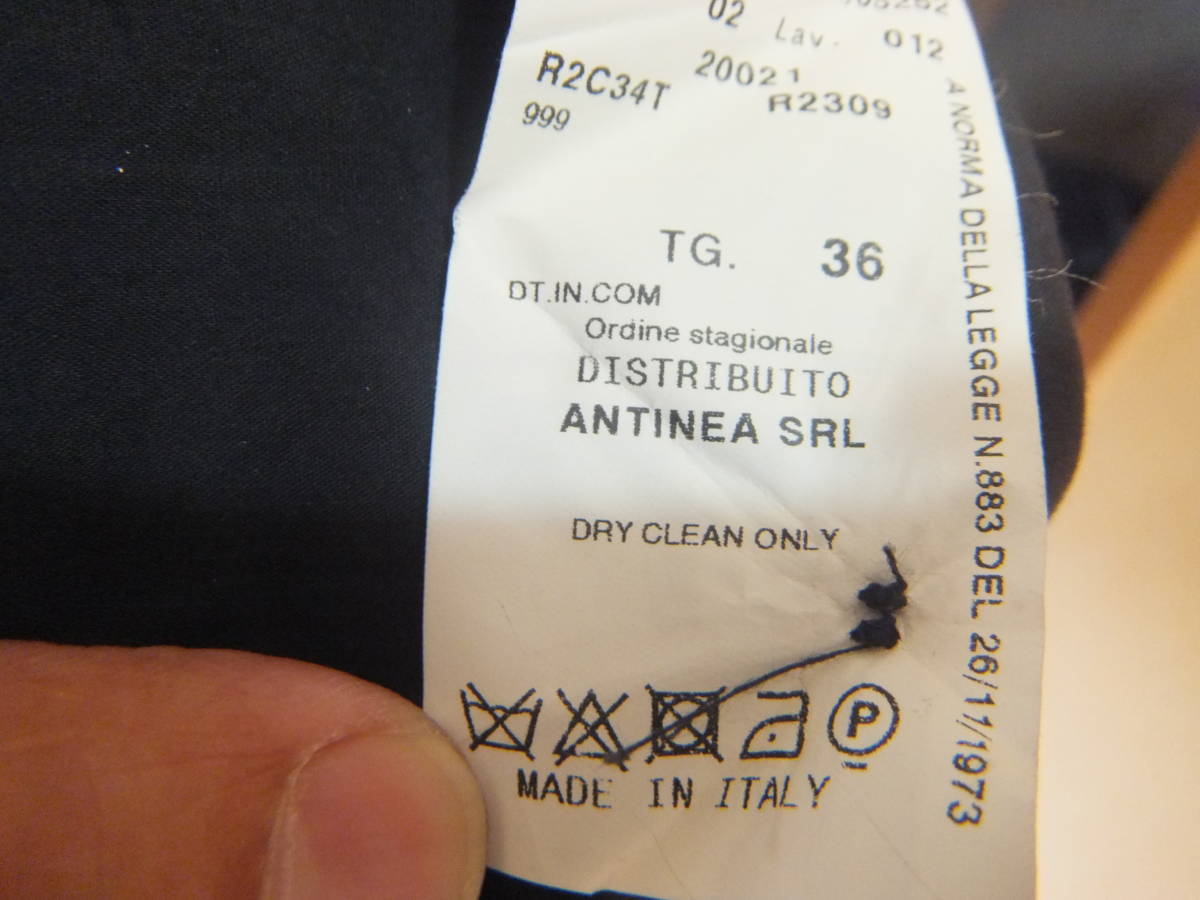 02 Lav. 012
R2C34T 20021
999 R2309
TG. 36
DT.IN.COM
Ordine stagionale
DISTRIBUITO
ANTINEA SRL
DRY CLEAN ONLY
P
MADE IN ITALY
A NORMA DELLA LEGGE N.883 DEL 26/11/1973